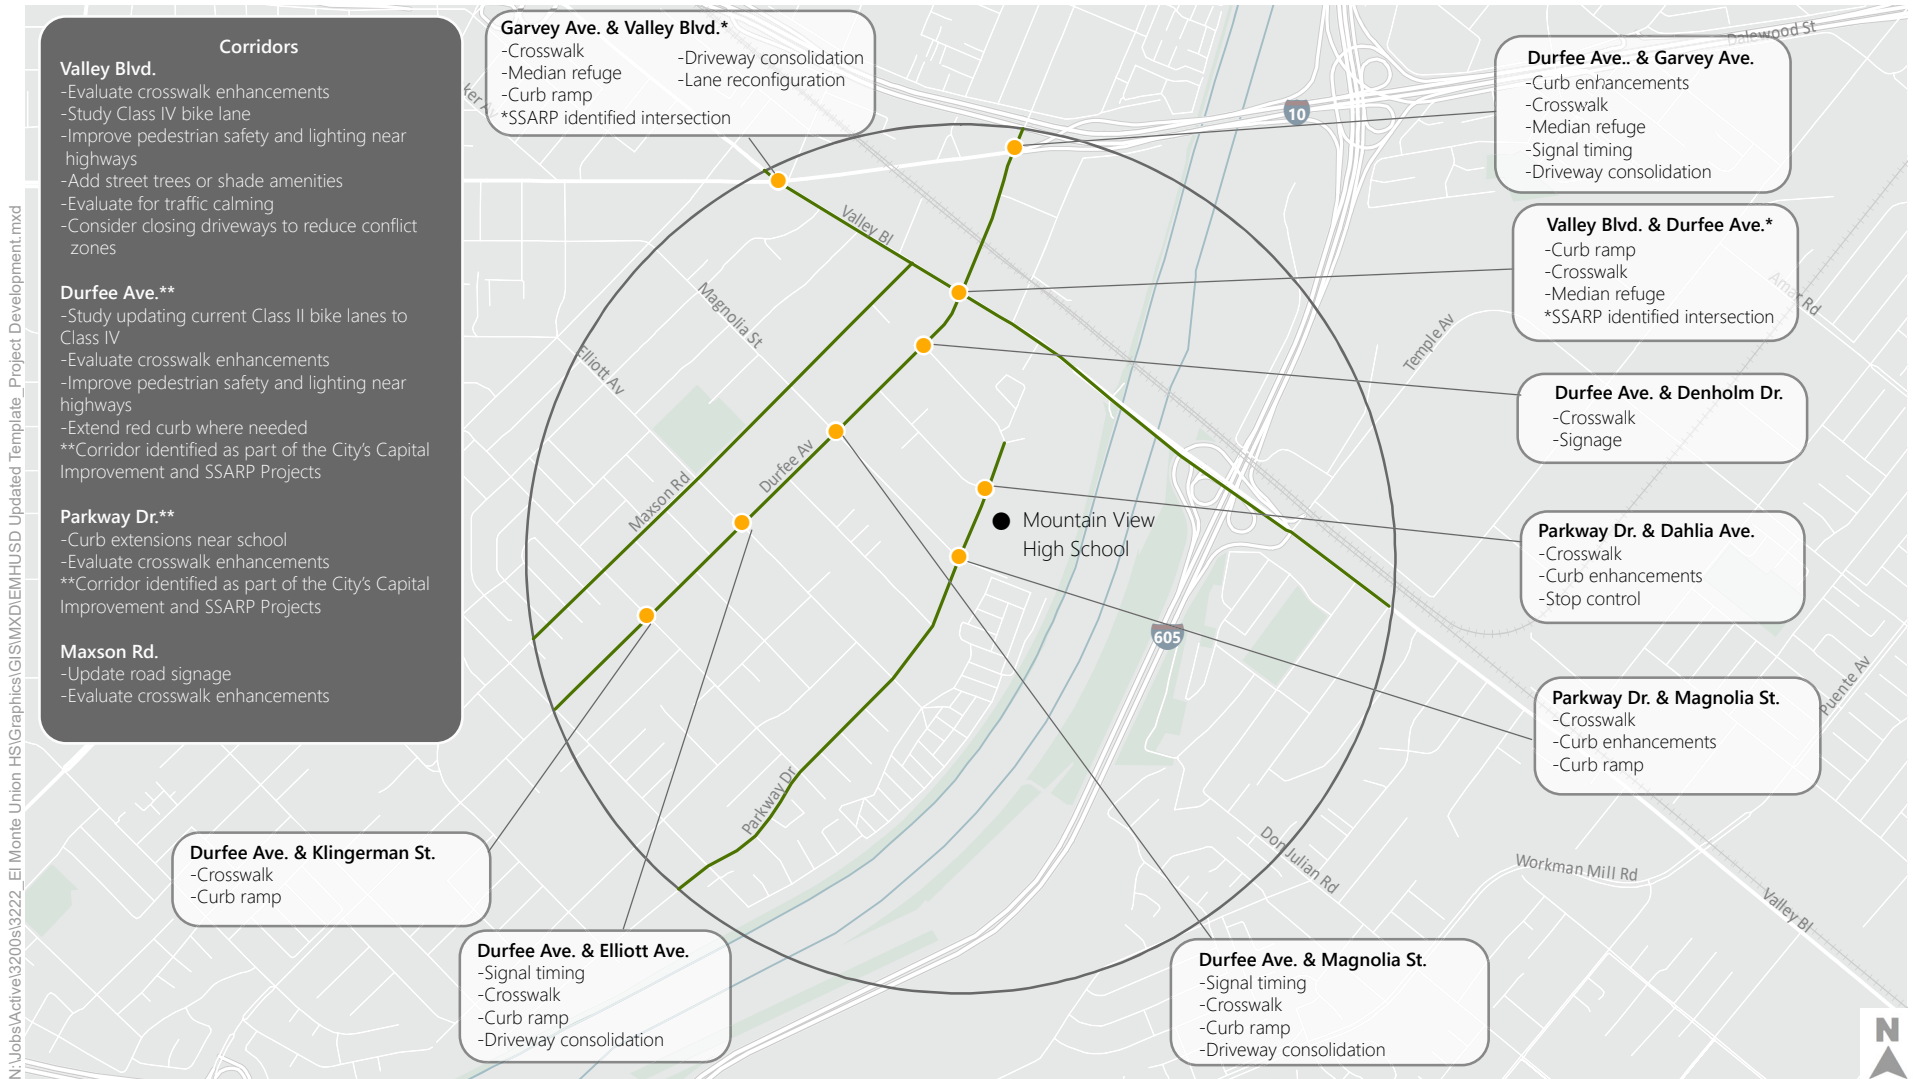 Corridors
Valley Blvd.
-Evaluate crosswalk enhancements
-Study Class IV bike lane
-Improve pedestrian safety and lighting near
highways
-Add street trees or shade amenities
-Evaluate for traffic calming
-Consider closing driveways to reduce conflict
zones
Durfee Ave.**
-Study updating current Class II bike lanes to
Class IV
-Evaluate crosswalk enhancements
-Improve pedestrian safety and lighting near
highways
-Extend red curb where needed
**Corridor identified as part of the City's Capital
Improvement and SSARP Projects
Parkway Dr.**
-Curb extensions near school
-Evaluate crosswalk enhancements
**Corridor identified as part of the City's Capital
Improvement and SSARP Projects
Maxson Rd.
-Update road signage
-Evaluate crosswalk enhancements
Garvey Ave. & Valley Blvd.*
-Crosswalk
-Median refuge
-Curb ramp
-Driveway consolidation
-Lane reconfiguration
*SSARP identified intersection
Durfee Ave.. & Garvey Ave.
-Curb enhancements
-Crosswalk
-Median refuge
-Signal timing
-Driveway consolidation
Valley Blvd. & Durfee Ave.*
-Curb ramp
-Crosswalk
-Median refuge
*SSARP identified intersection
Durfee Ave. & Denholm Dr.
-Crosswalk
-Signage
Parkway Dr. & Dahlia Ave.
-Crosswalk
-Curb enhancements
-Stop control
Parkway Dr. & Magnolia St.
-Crosswalk
-Curb enhancements
-Curb ramp
Durfee Ave. & Klingerman St.
-Crosswalk
-Curb ramp
Durfee Ave. & Elliott Ave.
-Signal timing
-Crosswalk
-Curb ramp
-Driveway consolidation
Durfee Ave. & Magnolia St.
-Signal timing
-Crosswalk
-Curb ramp
-Driveway consolidation
Mountain View
High School
Dalewood St
10
Valley Bl
Magnolia St
Elliott Av
Maxson Rd
Durfee Av
Parkway Dr
605
Temple Av
Amar Rd
Puente Av
Don Julian Rd
Workman Mill Rd
Valley Bl
N
N:\Jobs\Active\3200s\3222_El Monte Union HS\Graphics\GIS\MXD\EMHUSD Updated Template_Project Development.mxd